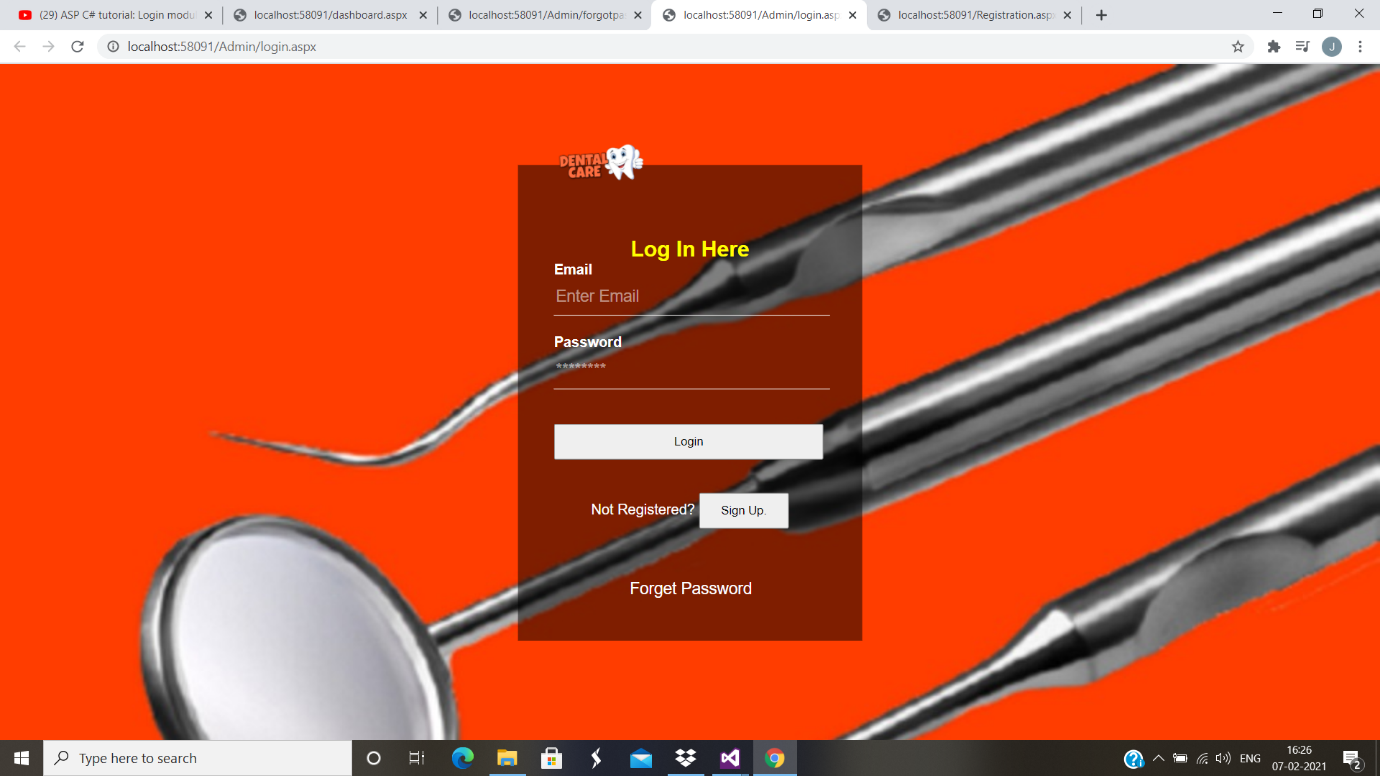 (29) ASP C# tutorial: Login modul
localhost:58091/dashboard.aspx
localhost:58091/Admin/forgotpa
localhost:58091/Admin/login.asp
localhost:58091/Registration.asp
localhost:58091/Admin/login.aspx
J
DENTAL
CARE
Log In Here
Email
Enter Email
Password
********
Login
Not Registered? Sign Up.
Forget Password
Type here to search
ENG
16:26
07-02-2021
2